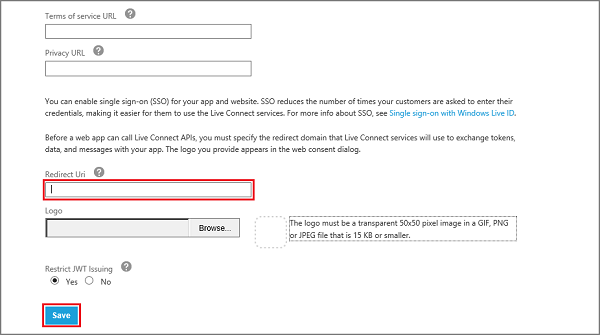 Terms of service URL ?
Privacy URL ?
You can enable single sign-on (SSO) for your app and website. SSO reduces the number of times your customers are asked to enter their
credentials, making it easier for them to use the Live Connect services. For more info about SSO, see Single sign-on with Windows Live ID.
Before a web app can call Live Connect APIs, you must specify the redirect domain that Live Connect services will use to exchange tokens,
data, and messages with your app. The logo you provide appears in the web consent dialog.
Redirect Uri ?
Logo
Browse...
The logo must be a transparent 50x50 pixel image in a GIF, PNG
or JPEG file that is 15 KB or smaller.
Restrict JWT Issuing ?
Yes No
Save